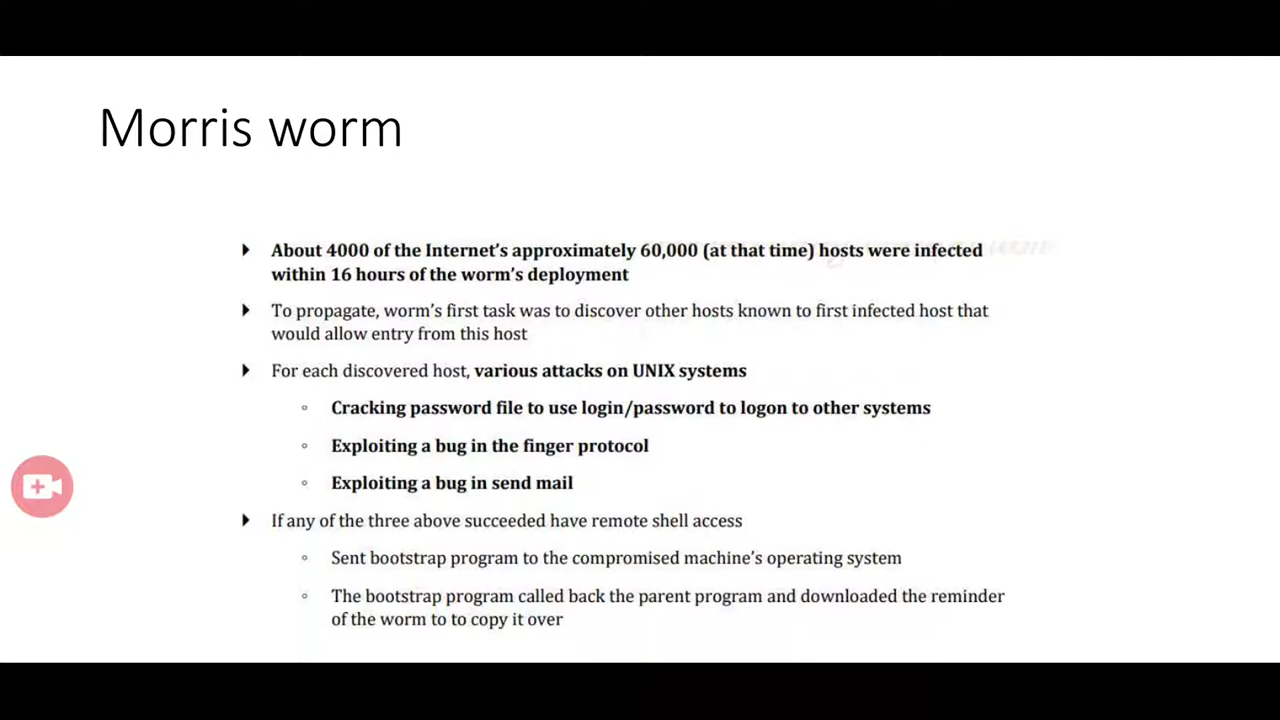 Morris worm
About 4000 of the Internet's approximately 60,000 (at that time) hosts were infected
within 16 hours of the worm's deployment
To propagate, worm's first task was to discover other hosts known to first infected host that
would allow entry from this host
For each discovered host, various attacks on UNIX systems
Cracking password file to use login/password to logon to other systems
Exploiting a bug in the finger protocol
Exploiting a bug in send mail
If any of the three above succeeded have remote shell access
Sent bootstrap program to the compromised machine's operating system
The bootstrap program called back the parent program and downloaded the reminder
of the worm to to copy it over